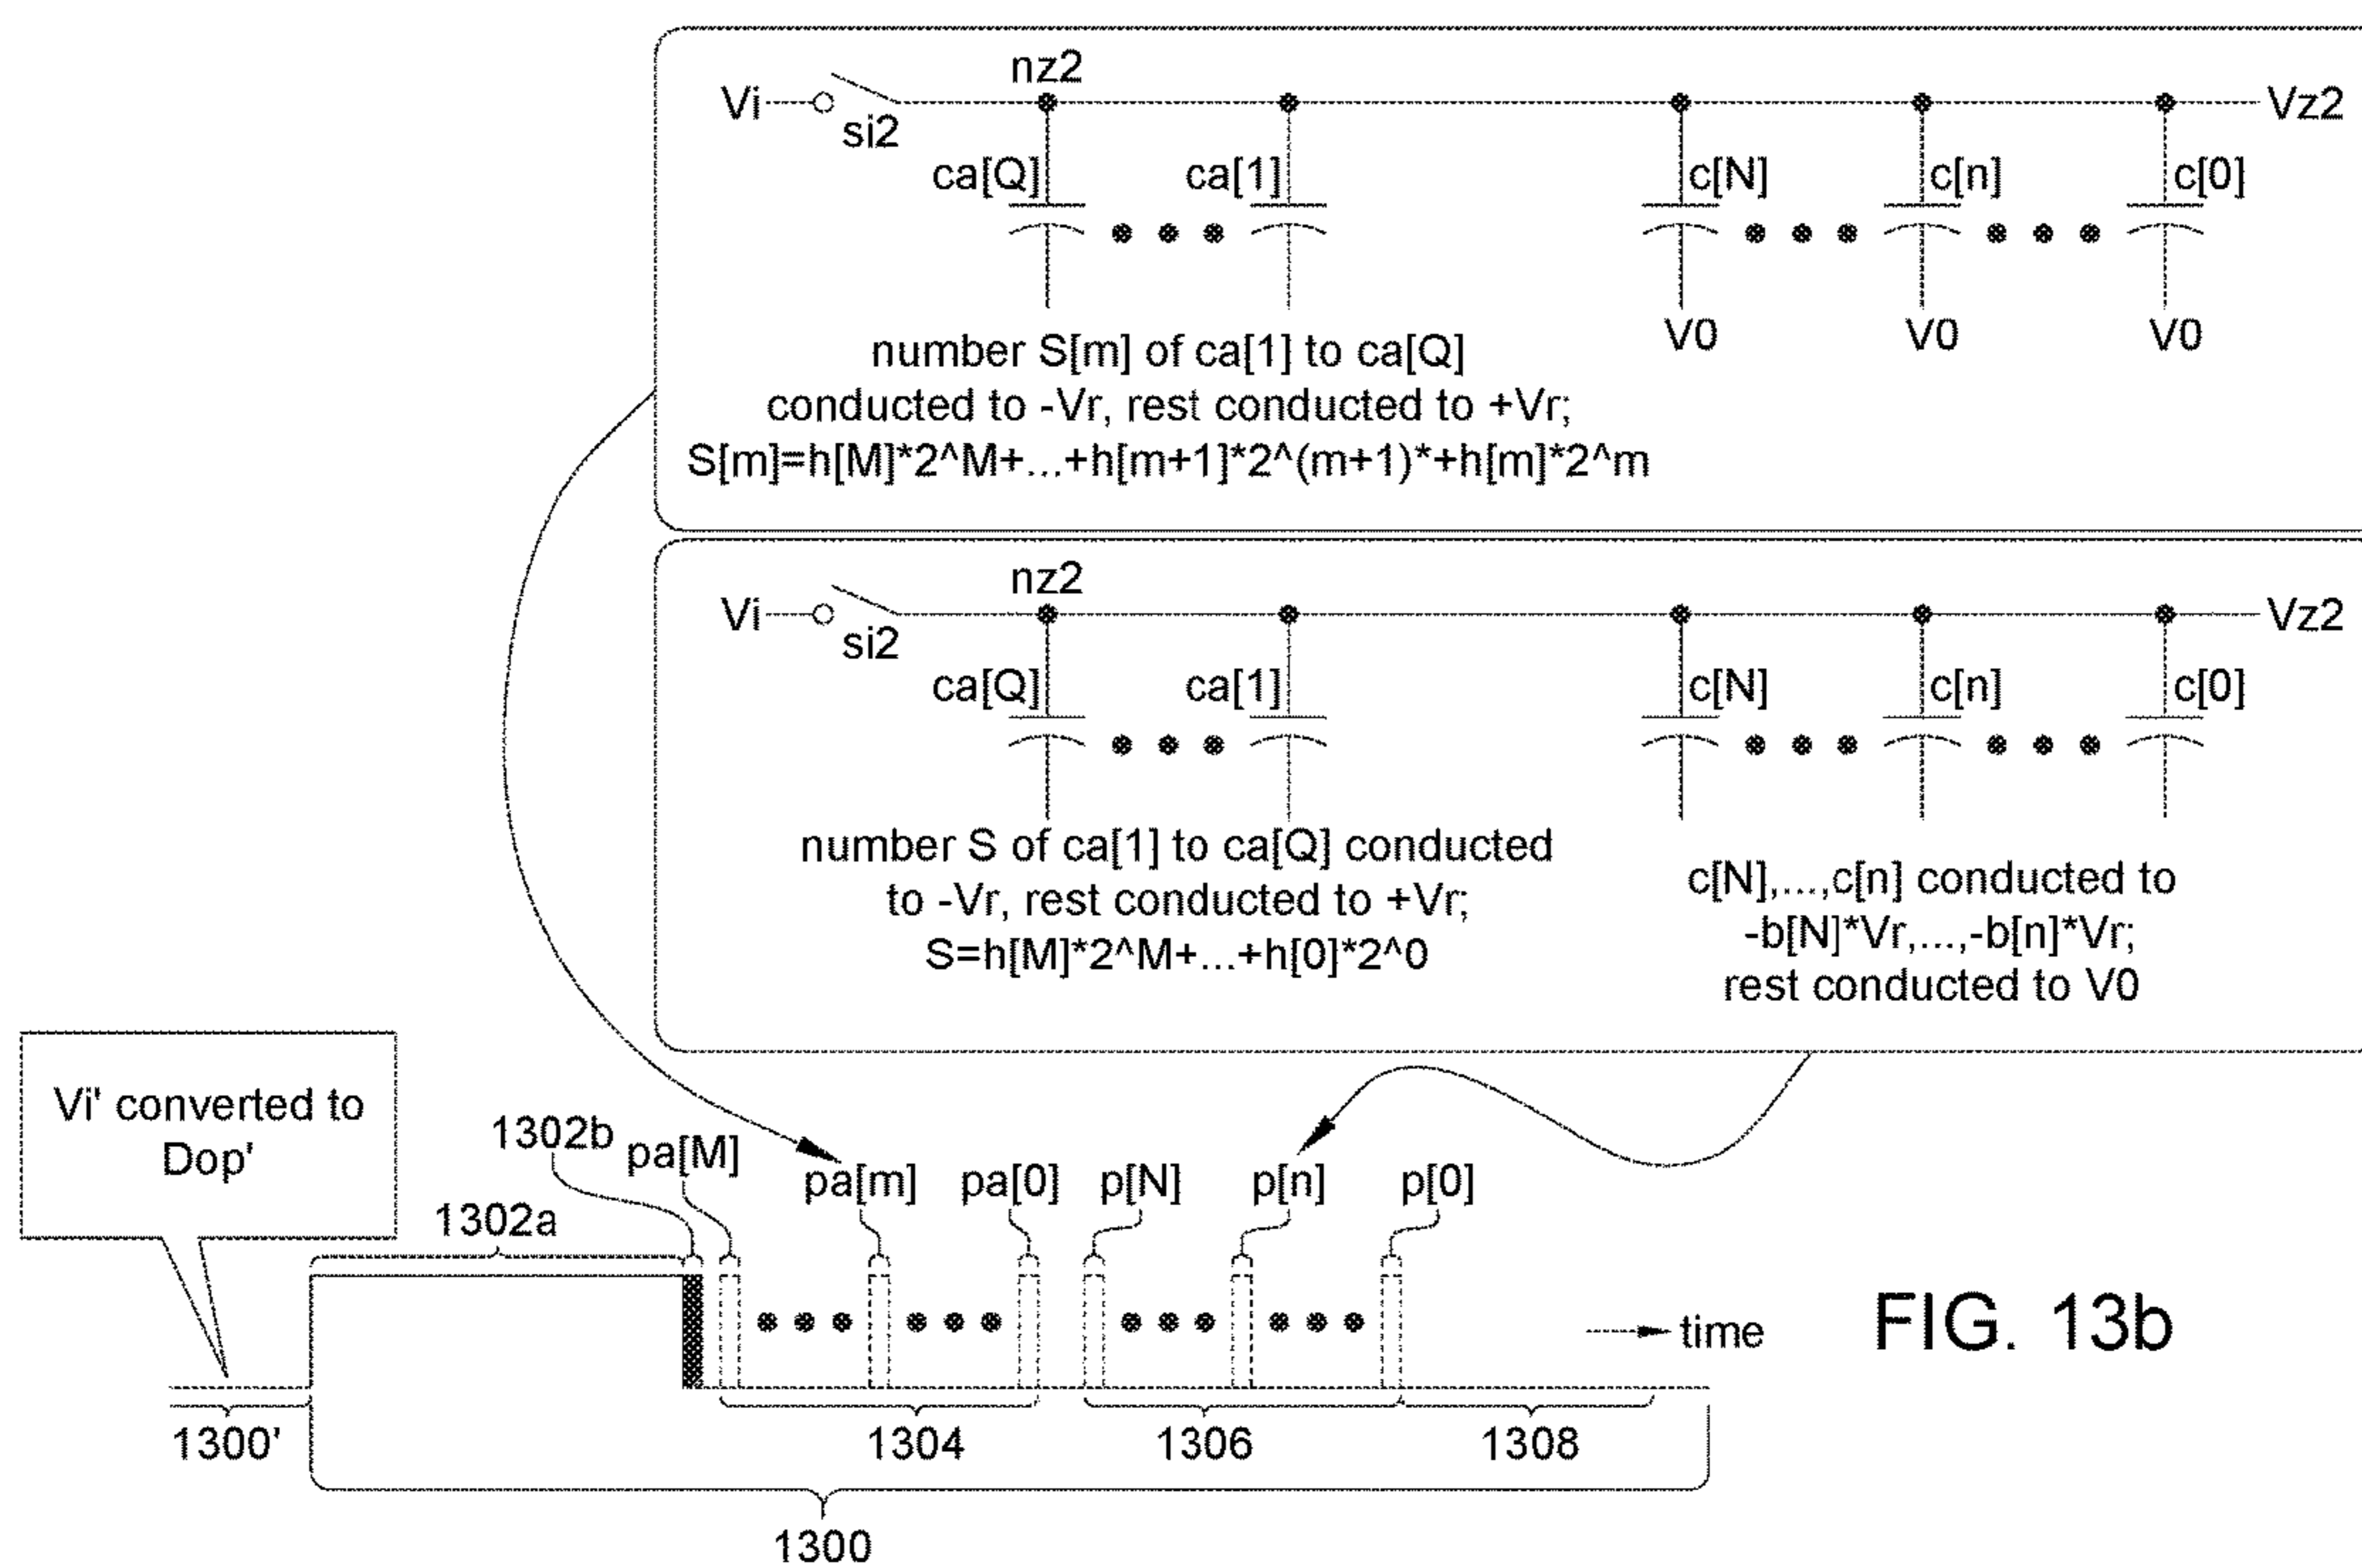 nz2
Vi
si2
Vz2
ca[Q]
ca[1]
c[N]
c[n]
c[0]
V0
V0
V0
number S[m] of ca[1] to ca[Q]
conducted to -Vr, rest conducted to +Vr;
S[m]=h[M]*2^M+...+h[m+1]*2^(m+1)*+h[m]*2^m
nz2
Vi
si2
Vz2
ca[Q]
ca[1]
c[N]
c[n]
c[0]
number S of ca[1] to ca[Q] conducted
to -Vr, rest conducted to +Vr;
S=h[M]*2^M+...+h[0]*2^0
c[N],...,c[n] conducted to
-b[N]*Vr,...,-b[n]*Vr;
rest conducted to V0
Vi' converted to
Dop'
1302a
1302b
pa[M]
pa[m]
pa[0]
p[N]
p[n]
p[0]
time
FIG. 13b
1300'
1304
1306
1308
1300